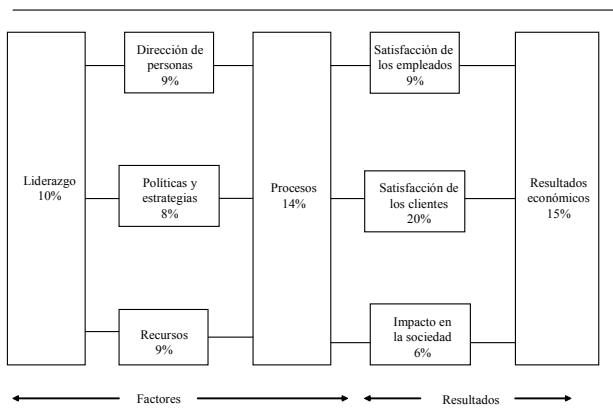 Liderazgo
10%
Dirección de
personas
9%
Políticas y
estrategias
8%
Recursos
9%
Procesos
14%
Satisfacción de
los empleados
9%
Satisfacción de
los clientes
20%
Impacto en
la sociedad
6%
Resultados
económicos
15%
Factores
Resultados